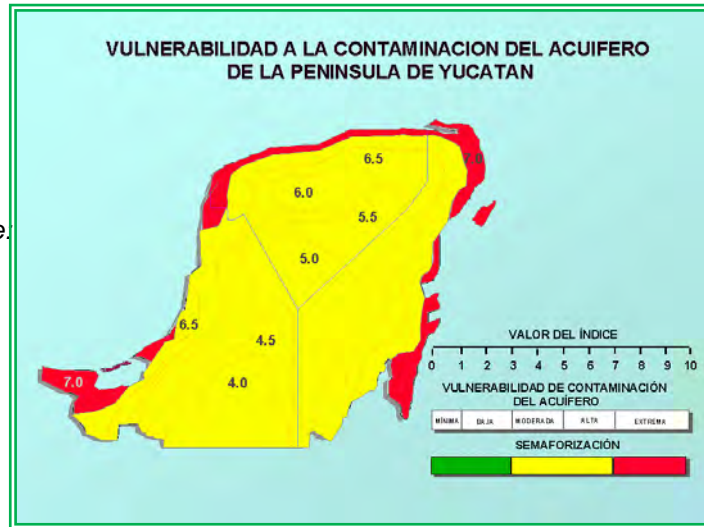 VULNERABILIDAD A LA CONTAMINACION DEL ACUIFERO
DE LA PENINSULA DE YUCATAN
6.5
7.0
6.0
5.5
e.
5.0
6.5
4.5
7.0
4.0
VALOR DEL ÍNDICE
0 1 2 3 4 5 6 7 8 9 10
VULNERABILIDAD DE CONTAMINACIÓN
DEL ACUÍFERO
MÍNIMA BAJA MODERADA ALTA EXTREMA
SEMAFORIZACIÓN